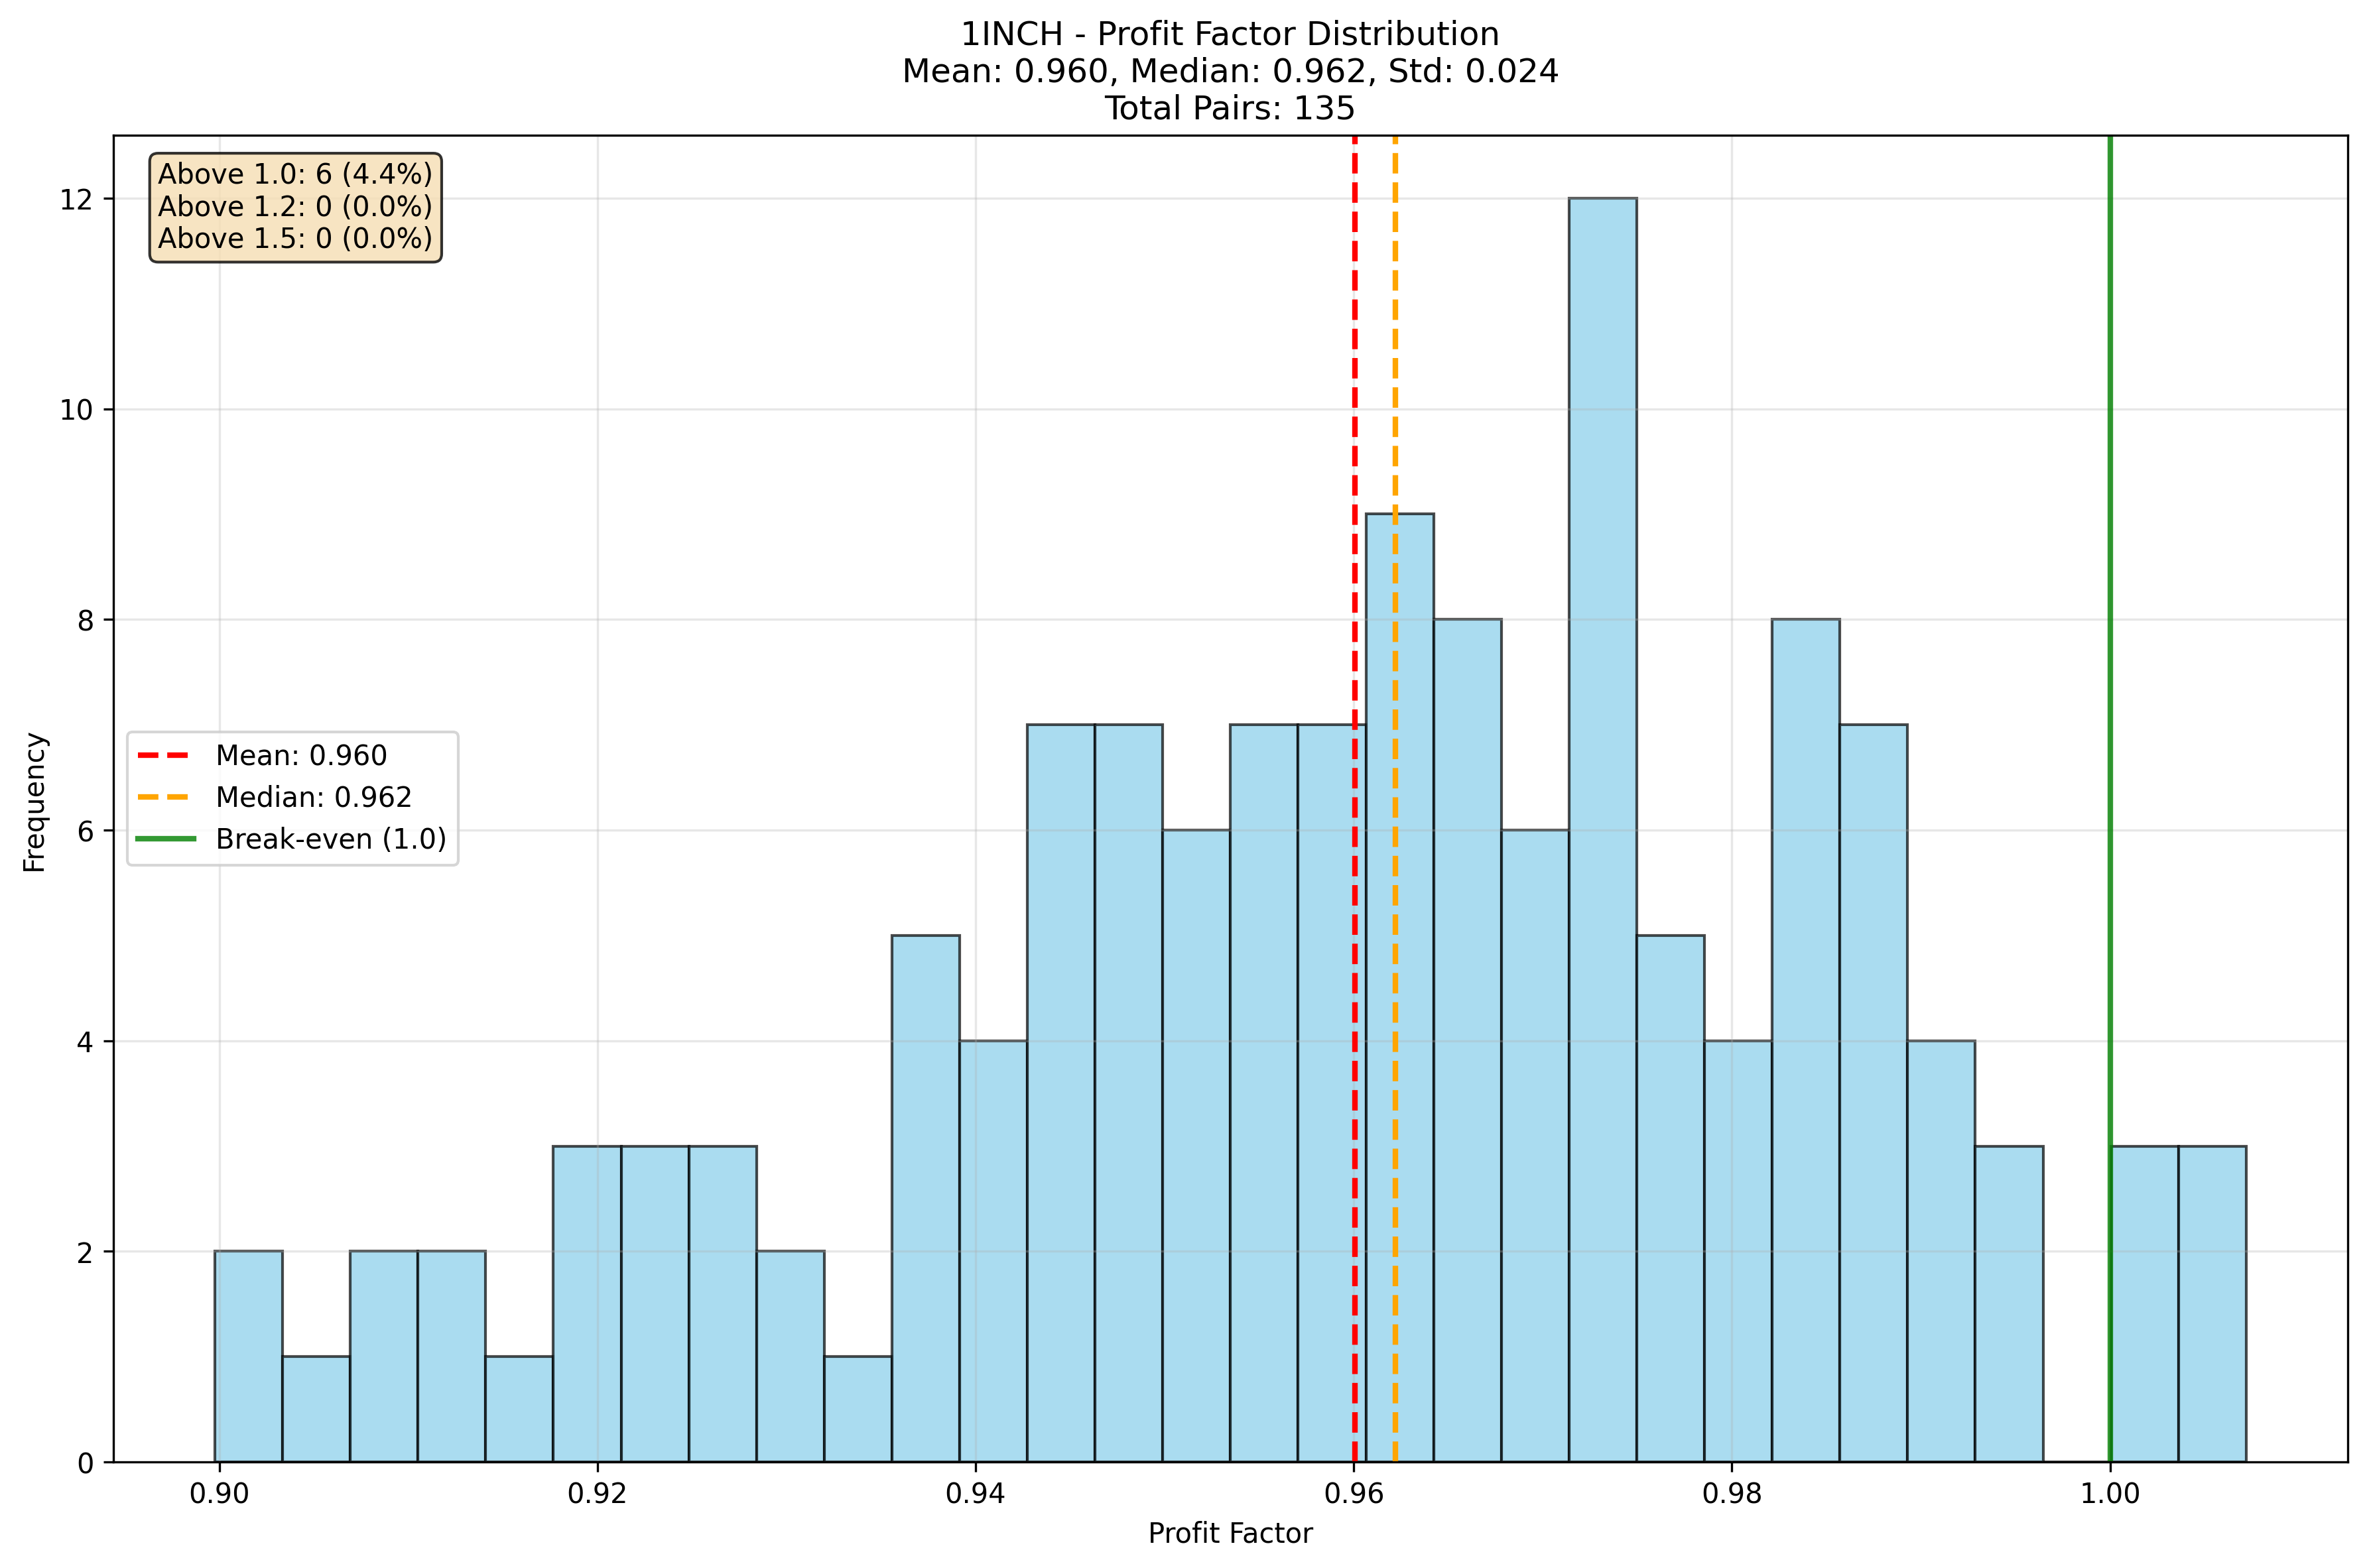 1INCH - Profit Factor Distribution
Mean: 0.960, Median: 0.962, Std: 0.024
Total Pairs: 135
Above 1.0: 6 (4.4%)
Above 1.2: 0 (0.0%)
Above 1.5: 0 (0.0%)
12
10
8
6
4
2
0
Frequency
Mean: 0.960
Median: 0.962
Break-even (1.0)
0.90
0.92
0.94
0.96
0.98
1.00
Profit Factor